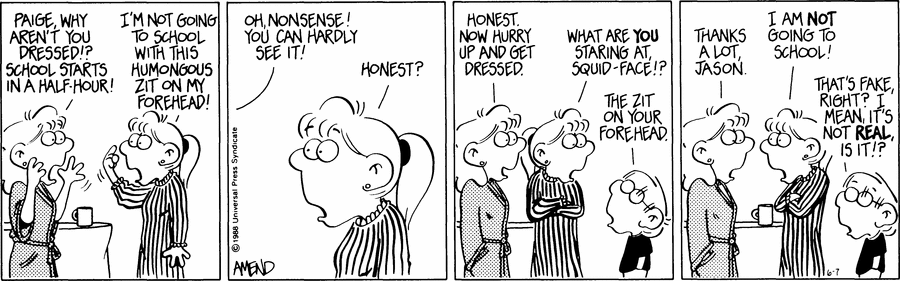 PAIGE, WHY
AREN'T YOU
DRESSED!?
SCHOOL STARTS
IN A HALF-HOUR!
I'M NOT GOING
TO SCHOOL
WITH THIS
HUMONGOUS
ZIT ON MY
FOREHEAD!
OH, NONSENSE!
YOU CAN HARDLY
SEE IT!
HONEST?
© 1988 Universal Press Syndicate
AMEND
HONEST.
NOW HURRY
UP AND GET
DRESSED.
WHAT ARE YOU
STARING AT,
SQUID-FACE!?
THE ZIT
ON YOUR
FOREHEAD.
THANKS
A LOT,
JASON.
I AM NOT
GOING TO
SCHOOL!
THAT'S FAKE,
RIGHT? I
MEAN, IT'S
NOT REAL,
IS IT!?
6-7